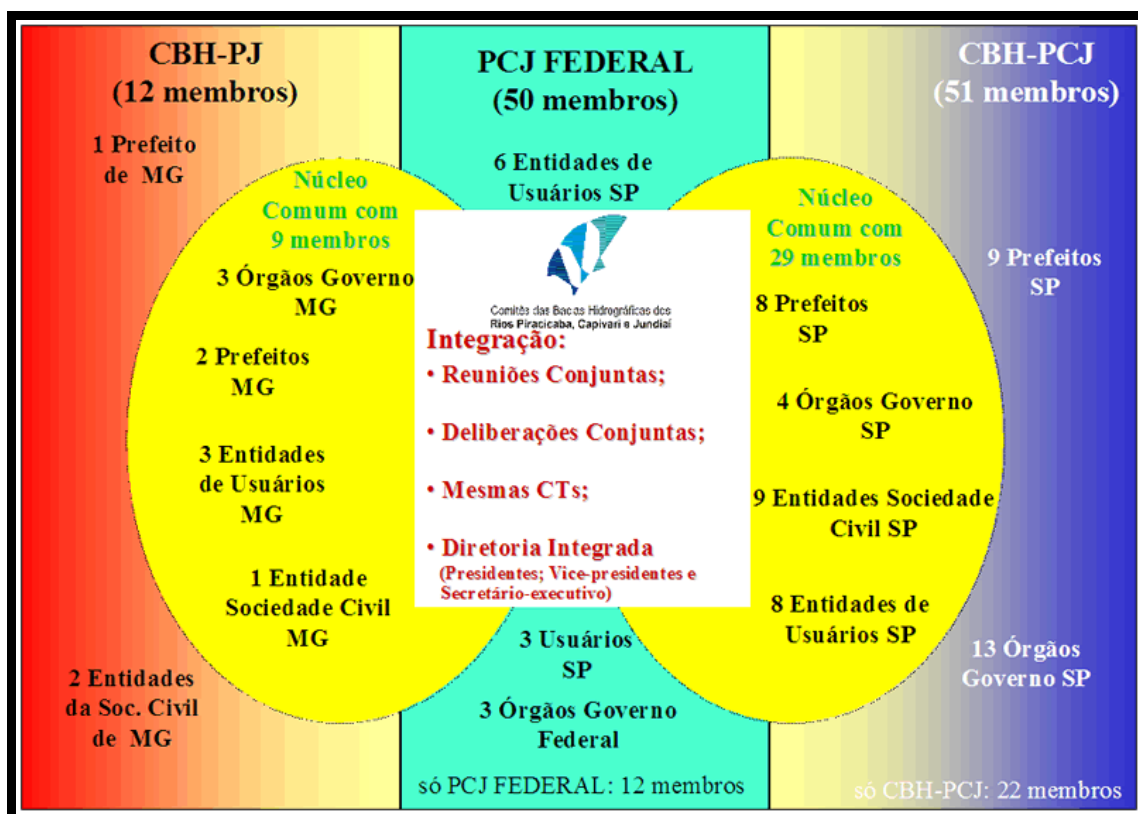 CBH-PJ
(12 membros)
1 Prefeito
de MG
Núcleo
Comum com
9 membros
3 Órgãos Governo
MG
2 Prefeitos
MG
3 Entidades
de Usuários
MG
1 Entidade
Sociedade Civil
MG
2 Entidades
da Soc. Civil
de MG
PCJ FEDERAL
(50 membros)
6 Entidades de
Usuários SP
Comitês das Bacias Hidrográficas dos
Rios Piracicaba, Capivari e Jundiaí
Integração:
• Reuniões Conjuntas;
• Deliberações Conjuntas;
• Mesmas CTs;
• Diretoria Integrada
(Presidentes; Vice-presidentes e
Secretário-executivo)
3 Usuários
SP
3 Órgãos Governo
Federal
só PCJ FEDERAL: 12 membros
CBH-PCJ
(51 membros)
Núcleo
Comum com
29 membros
8 Prefeitos
SP
4 Órgãos Governo
SP
9 Entidades Sociedade
Civil SP
8 Entidades de
Usuários SP
9 Prefeitos
SP
13 Órgãos
Governo SP
só CBH-PCJ: 22 membros